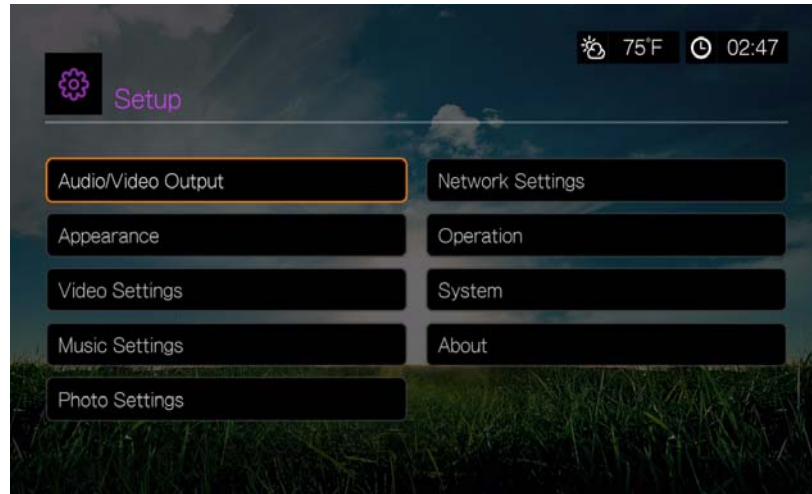 75°F 02:47
Setup
Audio/Video Output
Network Settings
Appearance
Operation
Video Settings
System
Music Settings
About
Photo Settings